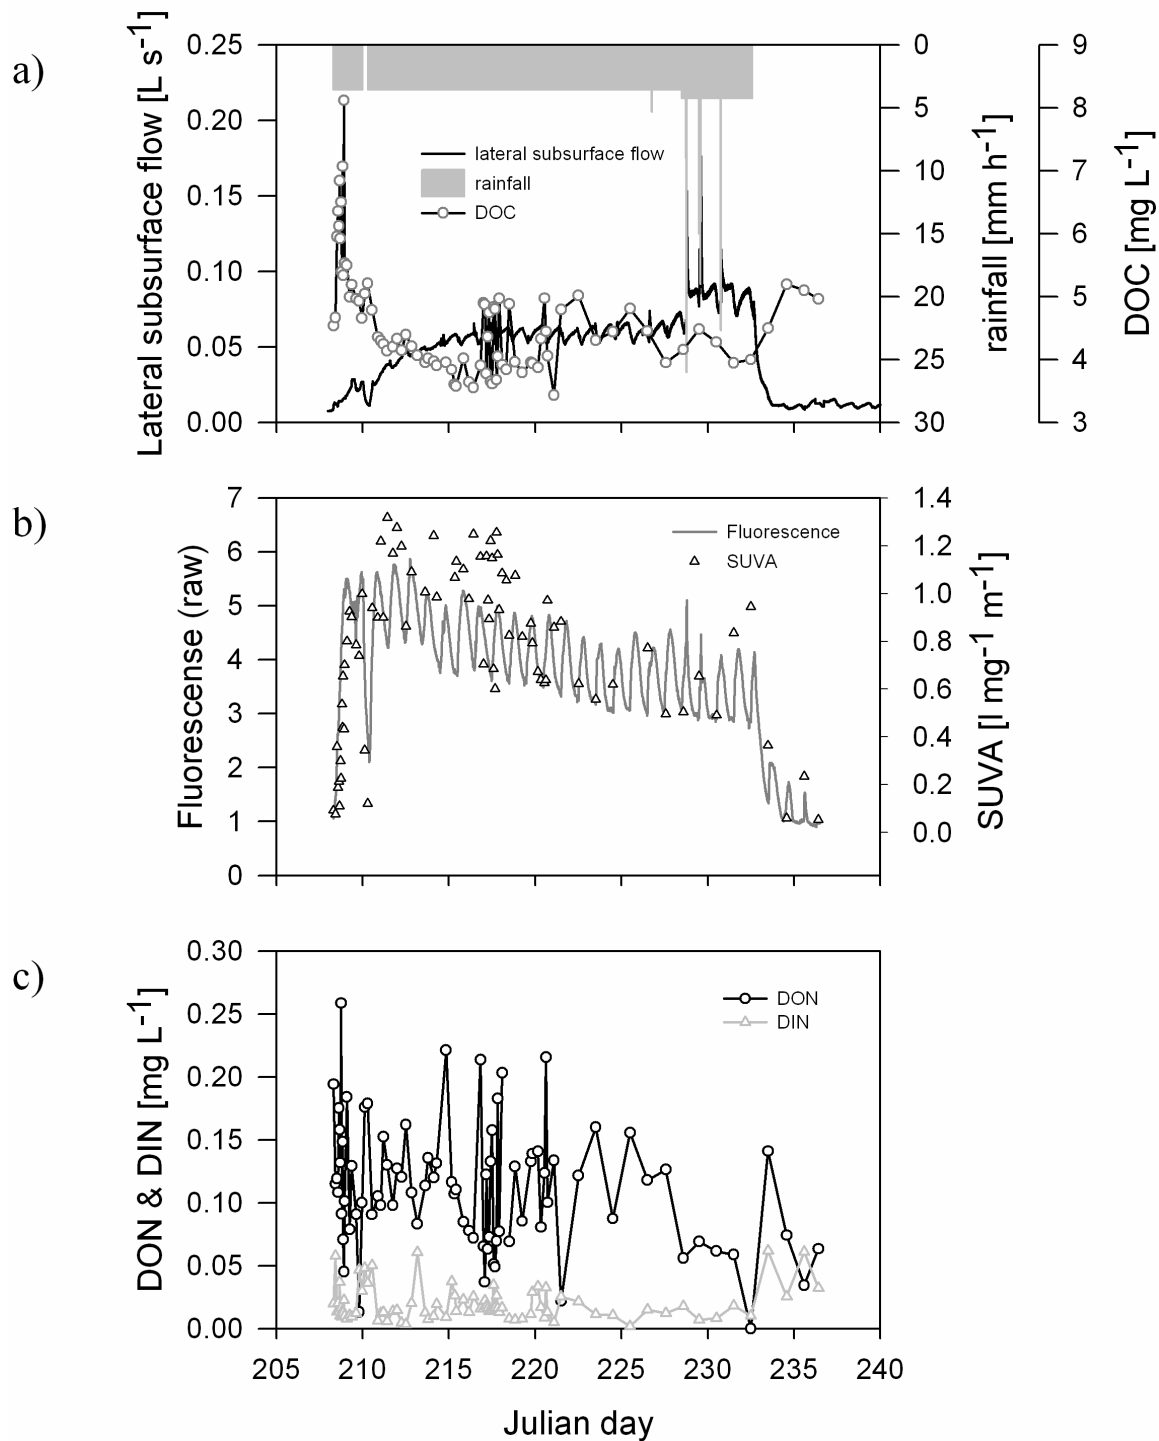 a)
Lateral subsurface flow [L s-1]
0.25
0.20
0.15
0.10
0.05
0.00
lateral subsurface flow
rainfall
DOC
0
5
10
15
20
25
30
rainfall [mm h-1]
9
8
7
6
5
4
3
DOC [mg L-1]
b)
Fluorescense (raw)
7
6
5
4
3
2
1
0
Fluorescence
SUVA
1.4
1.2
1.0
0.8
0.6
0.4
0.2
0.0
SUVA [l mg-1 m-1]
c)
DON & DIN [mg L-1]
0.30
0.25
0.20
0.15
0.10
0.05
0.00
DON
DIN
205 210 215 220 225 230 235 240
Julian day